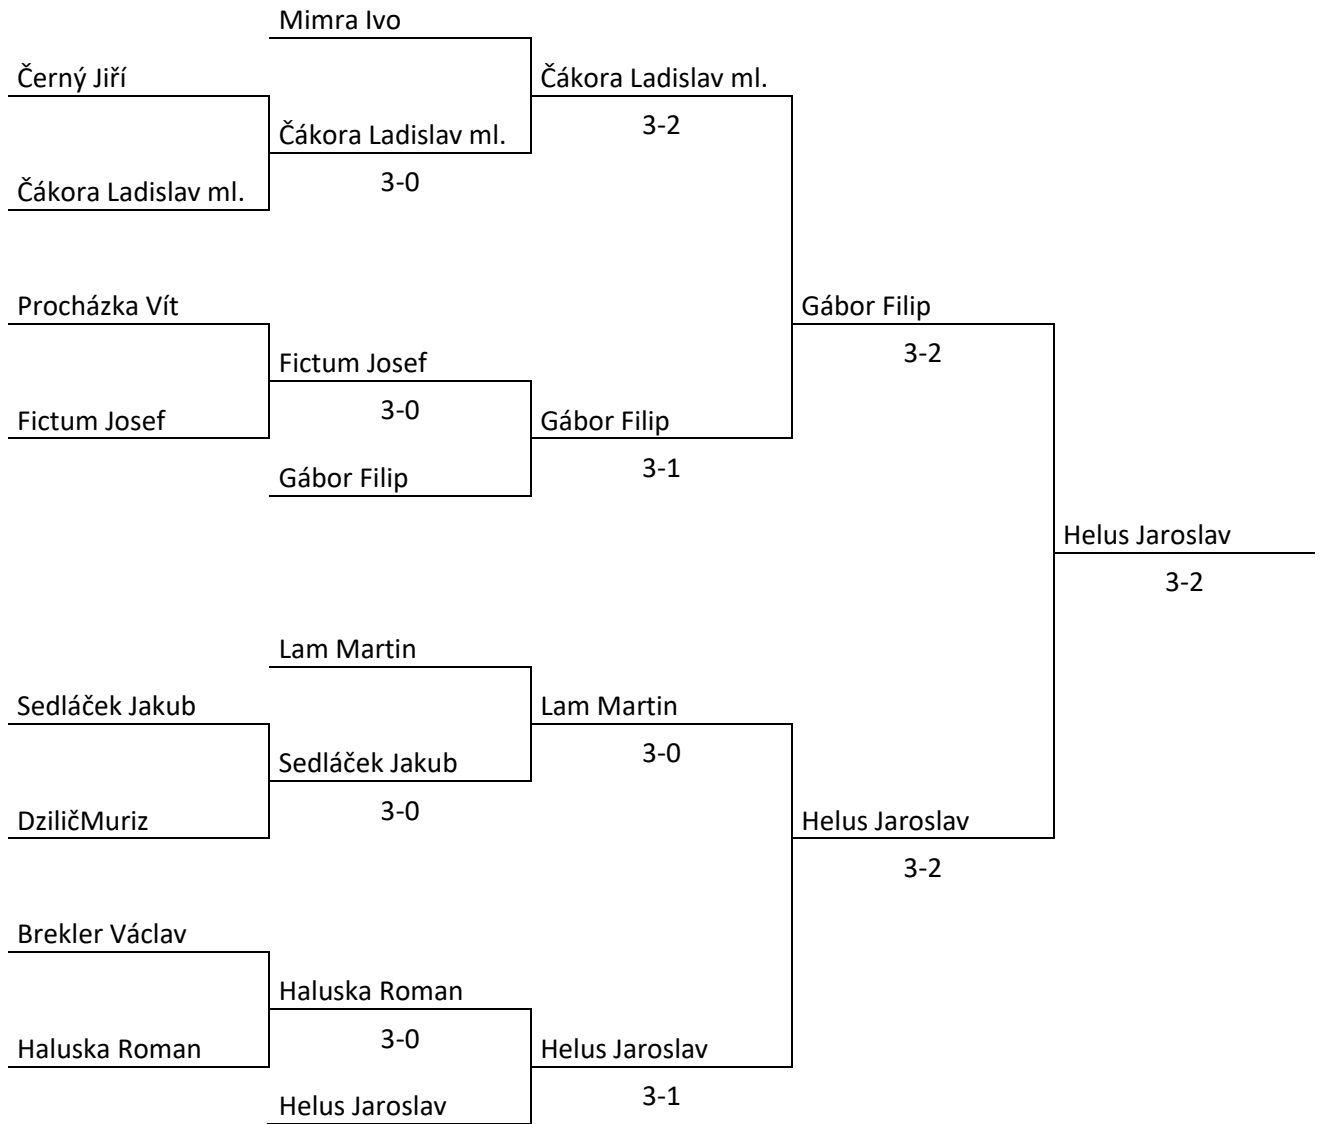 Mimra Ivo
Černý Jiří
Čákora Ladislav ml.
Čákora Ladislav ml.
3-2
3-0
Čákora Ladislav ml.
Procházka Vít
Gábor Filip
3-2
Fictum Josef
3-0
Fictum Josef
Gábor Filip
3-1
Gábor Filip
Helus Jaroslav
3-2
Lam Martin
Sedláček Jakub
Lam Martin
3-0
Sedláček Jakub
3-0
DziličMuriz
Helus Jaroslav
3-2
Brekler Václav
Haluska Roman
3-0
Haluska Roman
Helus Jaroslav
3-1
Helus Jaroslav